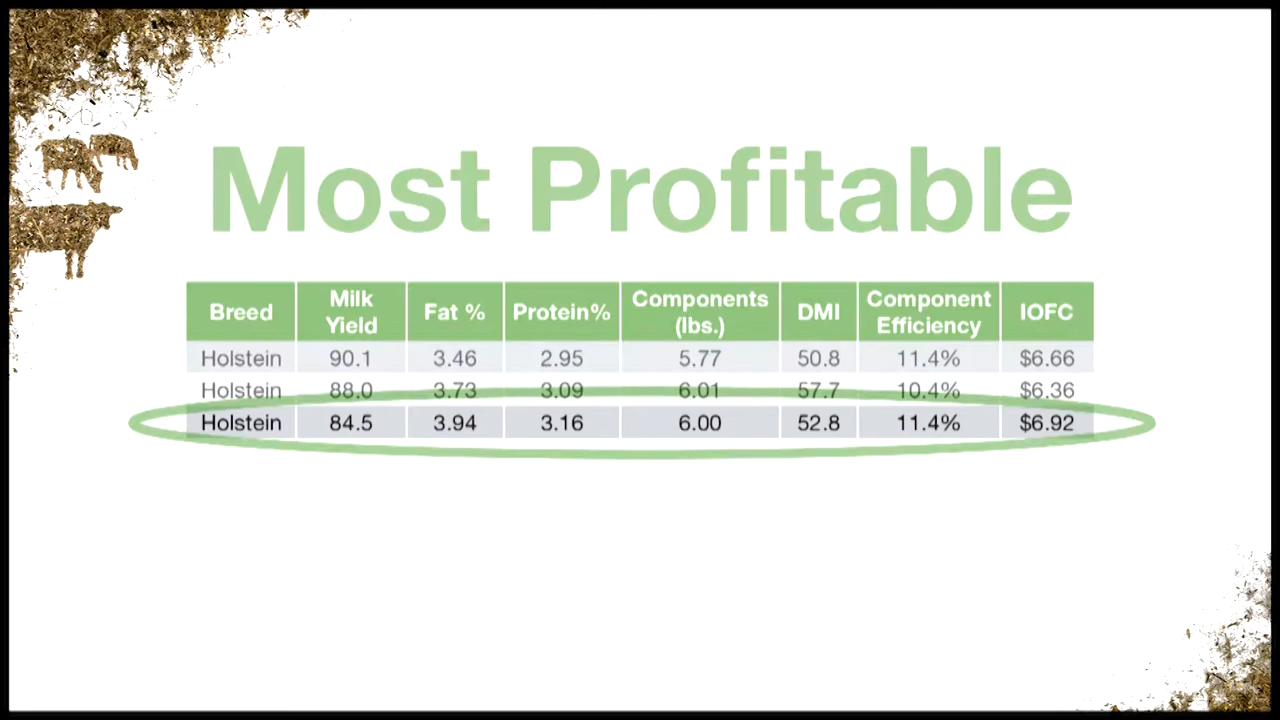 Most Profitable
Breed Milk Yield Fat % Protein% Components (lbs.) DMI Component Efficiency IOFC
Holstein 90.1 3.46 2.95 5.77 50.8 11.4% $6.66
Holstein 88.0 3.73 3.09 6.01 57.7 10.4% $6.36
Holstein 84.5 3.94 3.16 6.00 52.8 11.4% $6.92